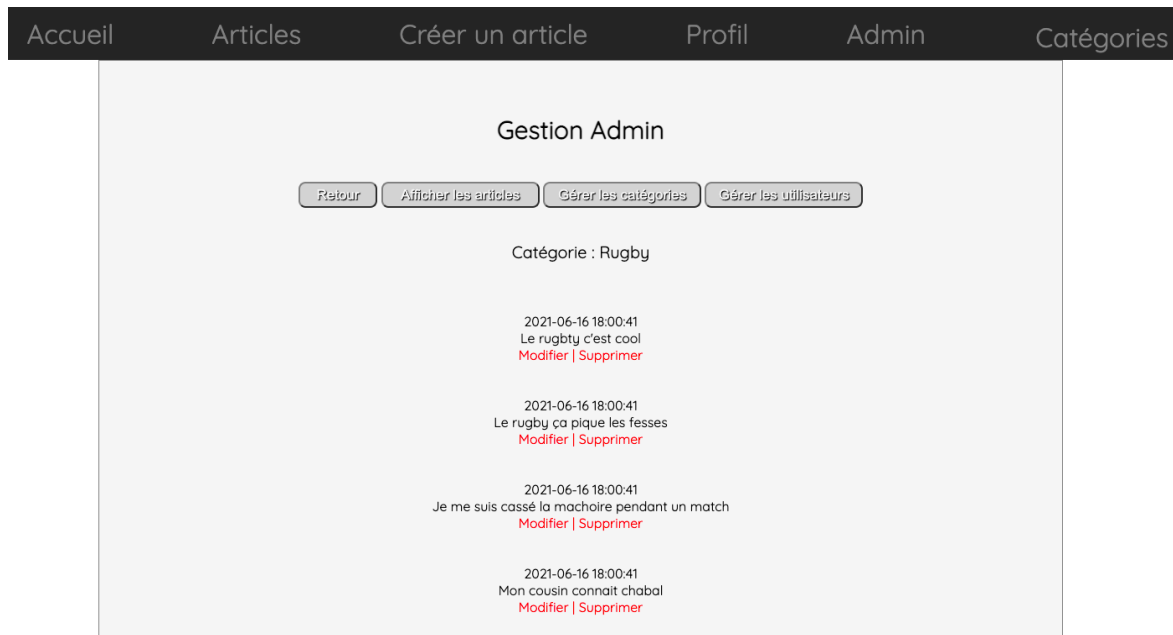 Accueil Articles Créer un article Profil Admin Catégories
Gestion Admin
Retour Afficher les articles Gérer les catégories Gérer les utilisateurs
Catégorie : Rugby
2021-06-16 18:00:41
Le rugbty c'est cool
Modifier | Supprimer
2021-06-16 18:00:41
Le rugby ça pique les fesses
Modifier | Supprimer
2021-06-16 18:00:41
Je me suis cassé la machoire pendant un match
Modifier | Supprimer
2021-06-16 18:00:41
Mon cousin connait chabal
Modifier | Supprimer